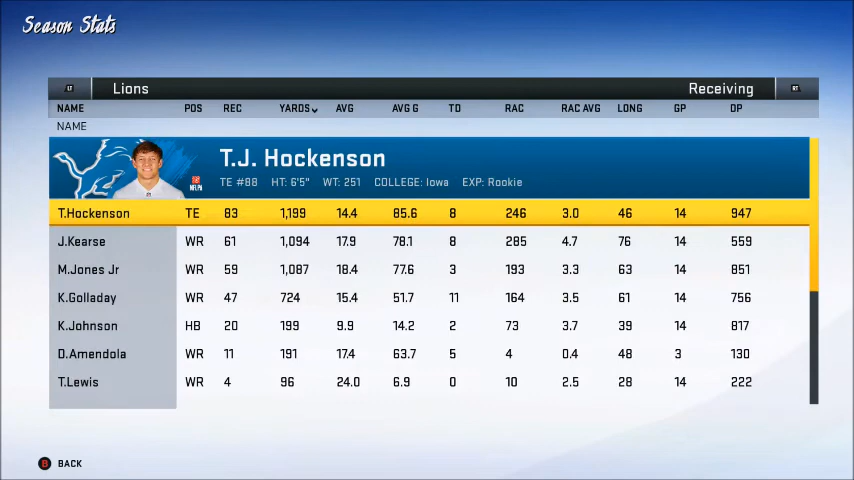 Season Stats
LT Lions Receiving RT
NAME POS REC YARDS AVG AVG G TD RAC RAC AVG LONG GP DP
NAME
T.J. Hockenson
TE #88 HT: 6'5" WT: 251 COLLEGE: Iowa EXP: Rookie
NFLPA
T.Hockenson TE 83 1,199 14.4 85.6 8 246 3.0 46 14 947
J.Kearse WR 61 1,094 17.9 78.1 8 285 4.7 76 14 559
M.Jones Jr WR 59 1,087 18.4 77.6 3 193 3.3 63 14 851
K.Golladay WR 47 724 15.4 51.7 11 164 3.5 61 14 756
K.Johnson HB 20 199 9.9 14.2 2 73 3.7 39 14 817
D.Amendola WR 11 191 17.4 63.7 5 4 0.4 48 3 130
T.Lewis WR 4 96 24.0 6.9 0 10 2.5 28 14 222
B BACK